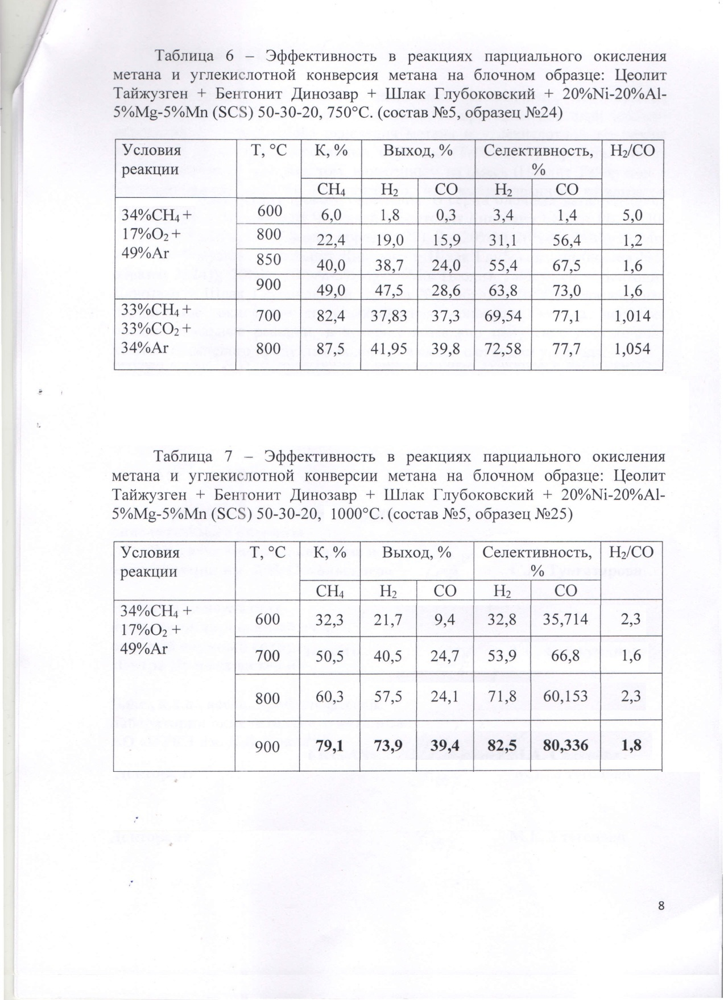 Таблица 6 – Эффективность в реакциях парциального окисления
метана и углекислотной конверсия метана на блочном образце: Цеолит
Тайжузген + Бентонит Динозавр + Шлак Глубоковский + 20%Ni-20%Al-
5%Mg-5%Mn (SCS) 50-30-20, 750°С. (состав №5, образец №24)
Условия реакции T, °C К, % Выход, % Селективность, % H₂/CO
CH₄ H₂ CO H₂ CO
34%CH₄ + 17%O₂ + 49%Ar 600 6,0 1,8 0,3 3,4 1,4 5,0
800 22,4 19,0 15,9 31,1 56,4 1,2
850 40,0 38,7 24,0 55,4 67,5 1,6
900 49,0 47,5 28,6 63,8 73,0 1,6
33%CH₄ + 33%CO₂ + 34%Ar 700 82,4 37,83 37,3 69,54 77,1 1,014
800 87,5 41,95 39,8 72,58 77,7 1,054
Таблица 7 – Эффективность в реакциях парциального окисления
метана и углекислотной конверсии метана на блочном образце: Цеолит
Тайжузген + Бентонит Динозавр + Шлак Глубоковский + 20%Ni-20%Al-
5%Mg-5%Mn (SCS) 50-30-20, 1000°С. (состав №5, образец №25)
Условия реакции T, °C К, % Выход, % Селективность, % H₂/CO
CH₄ H₂ CO H₂ CO
34%CH₄ + 17%O₂ + 49%Ar 600 32,3 21,7 9,4 32,8 35,714 2,3
700 50,5 40,5 24,7 53,9 66,8 1,6
800 60,3 57,5 24,1 71,8 60,153 2,3
900 79,1 73,9 39,4 82,5 80,336 1,8
8